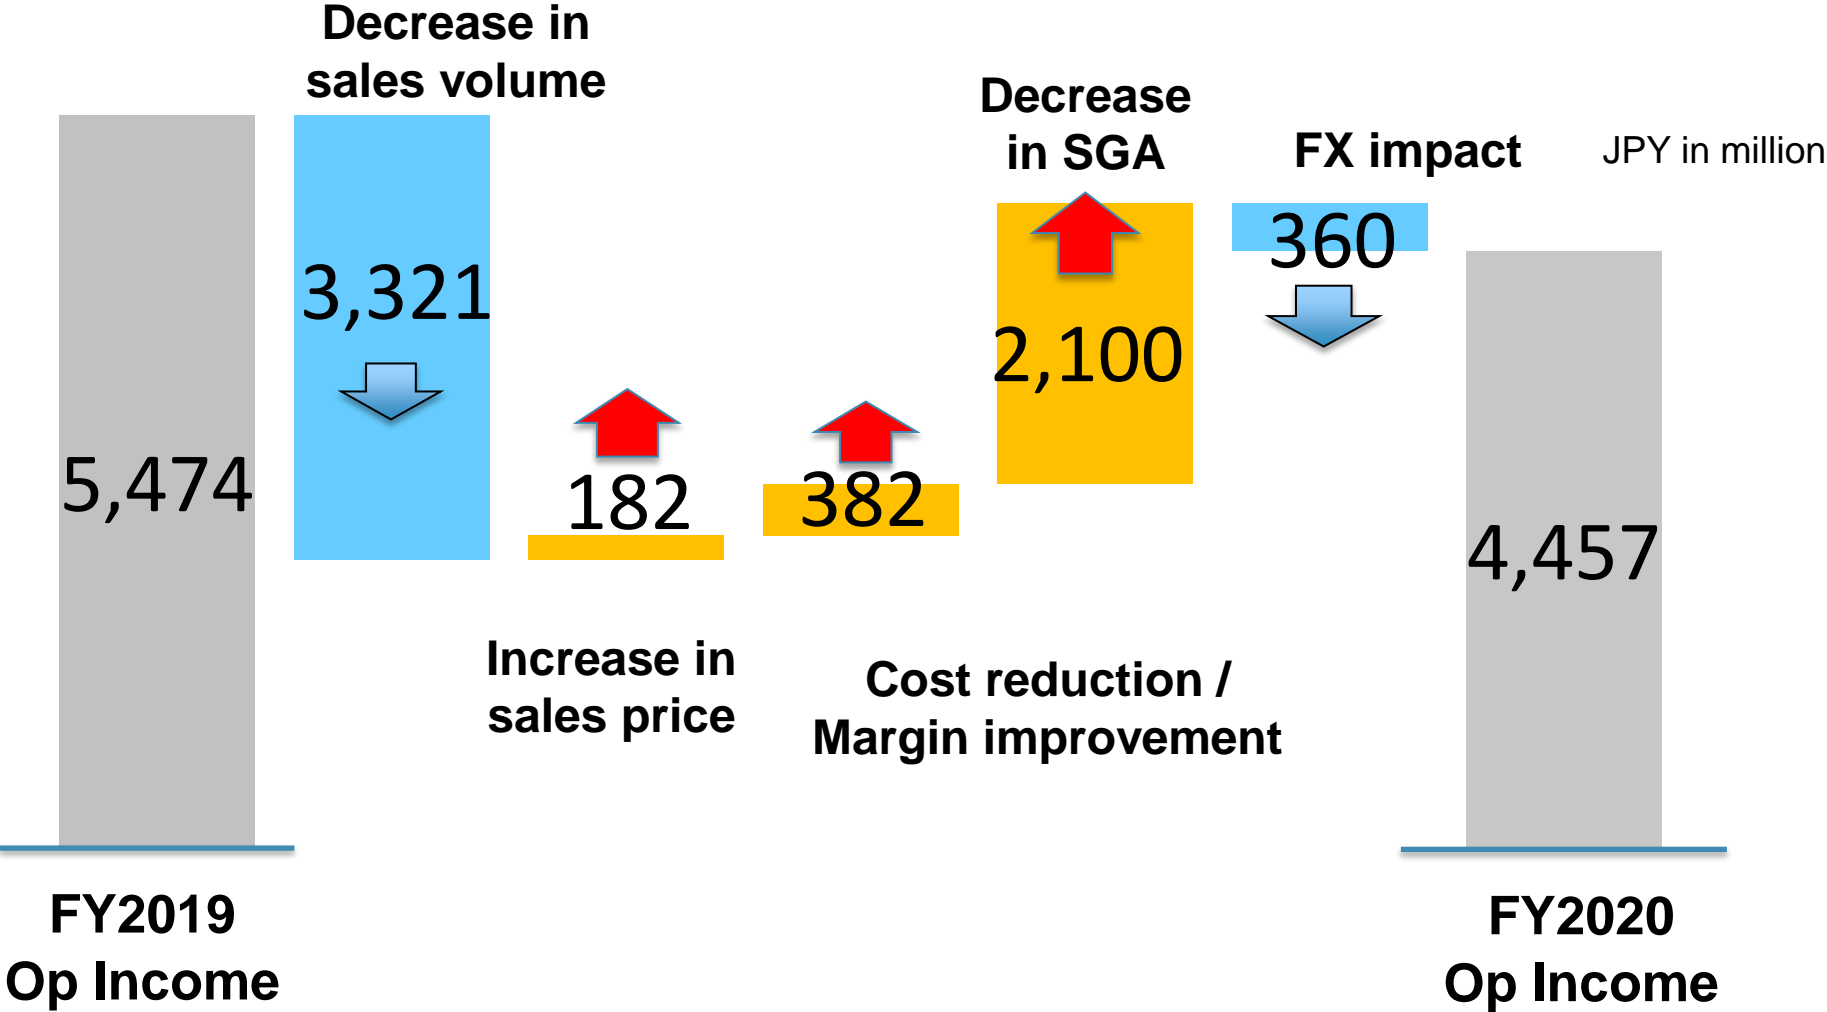 Decrease in
sales volume
Decrease
in SGA
FX impact
JPY in million
5,474
3,321
182
382
2,100
360
4,457
Increase in
sales price
Cost reduction /
Margin improvement
FY2019
Op Income
FY2020
Op Income